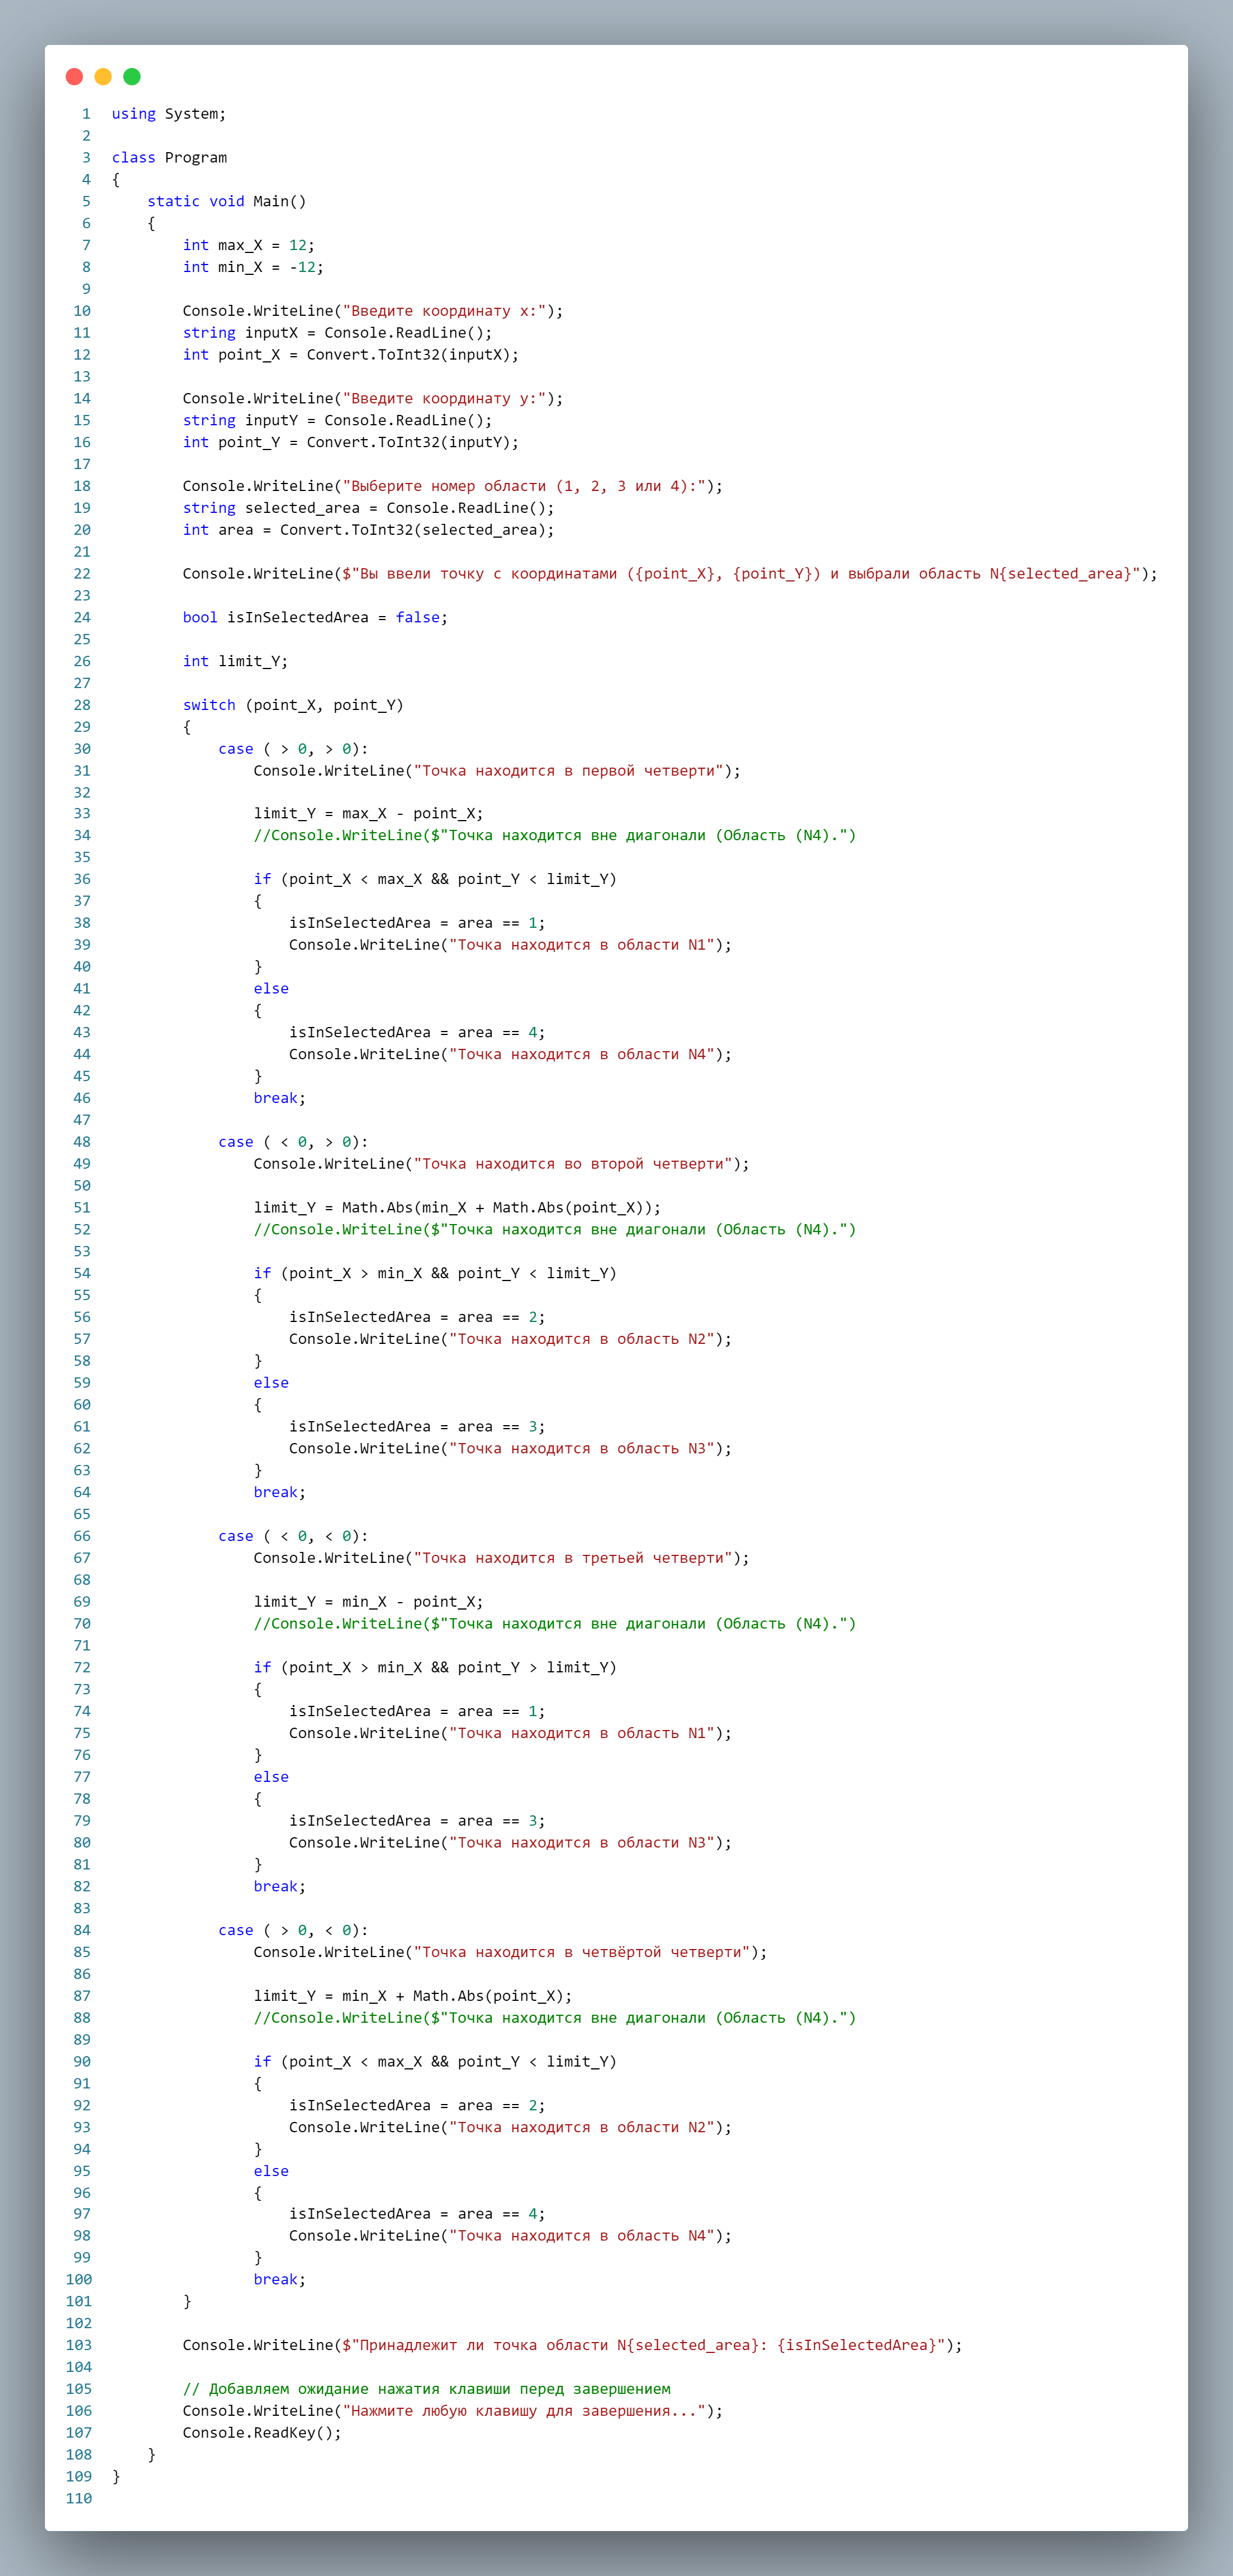 1 using System;
2
3 class Program
4 {
5     static void Main()
6     {
7         int max_X = 12;
8         int min_X = -12;
9
10         Console.WriteLine("Введите координату x:");
11         string inputX = Console.ReadLine();
12         int point_X = Convert.ToInt32(inputX);
13
14         Console.WriteLine("Введите координату y:");
15         string inputY = Console.ReadLine();
16         int point_Y = Convert.ToInt32(inputY);
17
18         Console.WriteLine("Выберите номер области (1, 2, 3 или 4):");
19         string selected_area = Console.ReadLine();
20         int area = Convert.ToInt32(selected_area);
21
22         Console.WriteLine($"Вы ввели точку с координатами ({point_X}, {point_Y}) и выбрали область N{selected_area}");
23
24         bool isInSelectedArea = false;
25
26         int limit_Y;
27
28         switch (point_X, point_Y)
29         {
30             case ( > 0, > 0):
31                 Console.WriteLine("Точка находится в первой четверти");
32
33                 limit_Y = max_X - point_X;
34                 //Console.WriteLine($"Точка находится вне диагонали (Область (N4).")
35
36                 if (point_X < max_X && point_Y < limit_Y)
37                 {
38                     isInSelectedArea = area == 1;
39                     Console.WriteLine("Точка находится в области N1");
40                 }
41                 else
42                 {
43                     isInSelectedArea = area == 4;
44                     Console.WriteLine("Точка находится в области N4");
45                 }
46                 break;
47
48             case ( < 0, > 0):
49                 Console.WriteLine("Точка находится во второй четверти");
50
51                 limit_Y = Math.Abs(min_X + Math.Abs(point_X));
52                 //Console.WriteLine($"Точка находится вне диагонали (Область (N4).")
53
54                 if (point_X > min_X && point_Y < limit_Y)
55                 {
56                     isInSelectedArea = area == 2;
57                     Console.WriteLine("Точка находится в область N2");
58                 }
59                 else
60                 {
61                     isInSelectedArea = area == 3;
62                     Console.WriteLine("Точка находится в область N3");
63                 }
64                 break;
65
66             case ( < 0, < 0):
67                 Console.WriteLine("Точка находится в третьей четверти");
68
69                 limit_Y = min_X - point_X;
70                 //Console.WriteLine($"Точка находится вне диагонали (Область (N4).")
71
72                 if (point_X > min_X && point_Y > limit_Y)
73                 {
74                     isInSelectedArea = area == 1;
75                     Console.WriteLine("Точка находится в область N1");
76                 }
77                 else
78                 {
79                     isInSelectedArea = area == 3;
80                     Console.WriteLine("Точка находится в области N3");
81                 }
82                 break;
83
84             case ( > 0, < 0):
85                 Console.WriteLine("Точка находится в четвёртой четверти");
86
87                 limit_Y = min_X + Math.Abs(point_X);
88                 //Console.WriteLine($"Точка находится вне диагонали (Область (N4).")
89
90                 if (point_X < max_X && point_Y < limit_Y)
91                 {
92                     isInSelectedArea = area == 2;
93                     Console.WriteLine("Точка находится в области N2");
94                 }
95                 else
96                 {
97                     isInSelectedArea = area == 4;
98                     Console.WriteLine("Точка находится в область N4");
99                 }
100                 break;
101         }
102
103         Console.WriteLine($"Принадлежит ли точка области N{selected_area}: {isInSelectedArea}");
104
105         // Добавляем ожидание нажатия клавиши перед завершением
106         Console.WriteLine("Нажмите любую клавишу для завершения...");
107         Console.ReadKey();
108     }
109 }
110